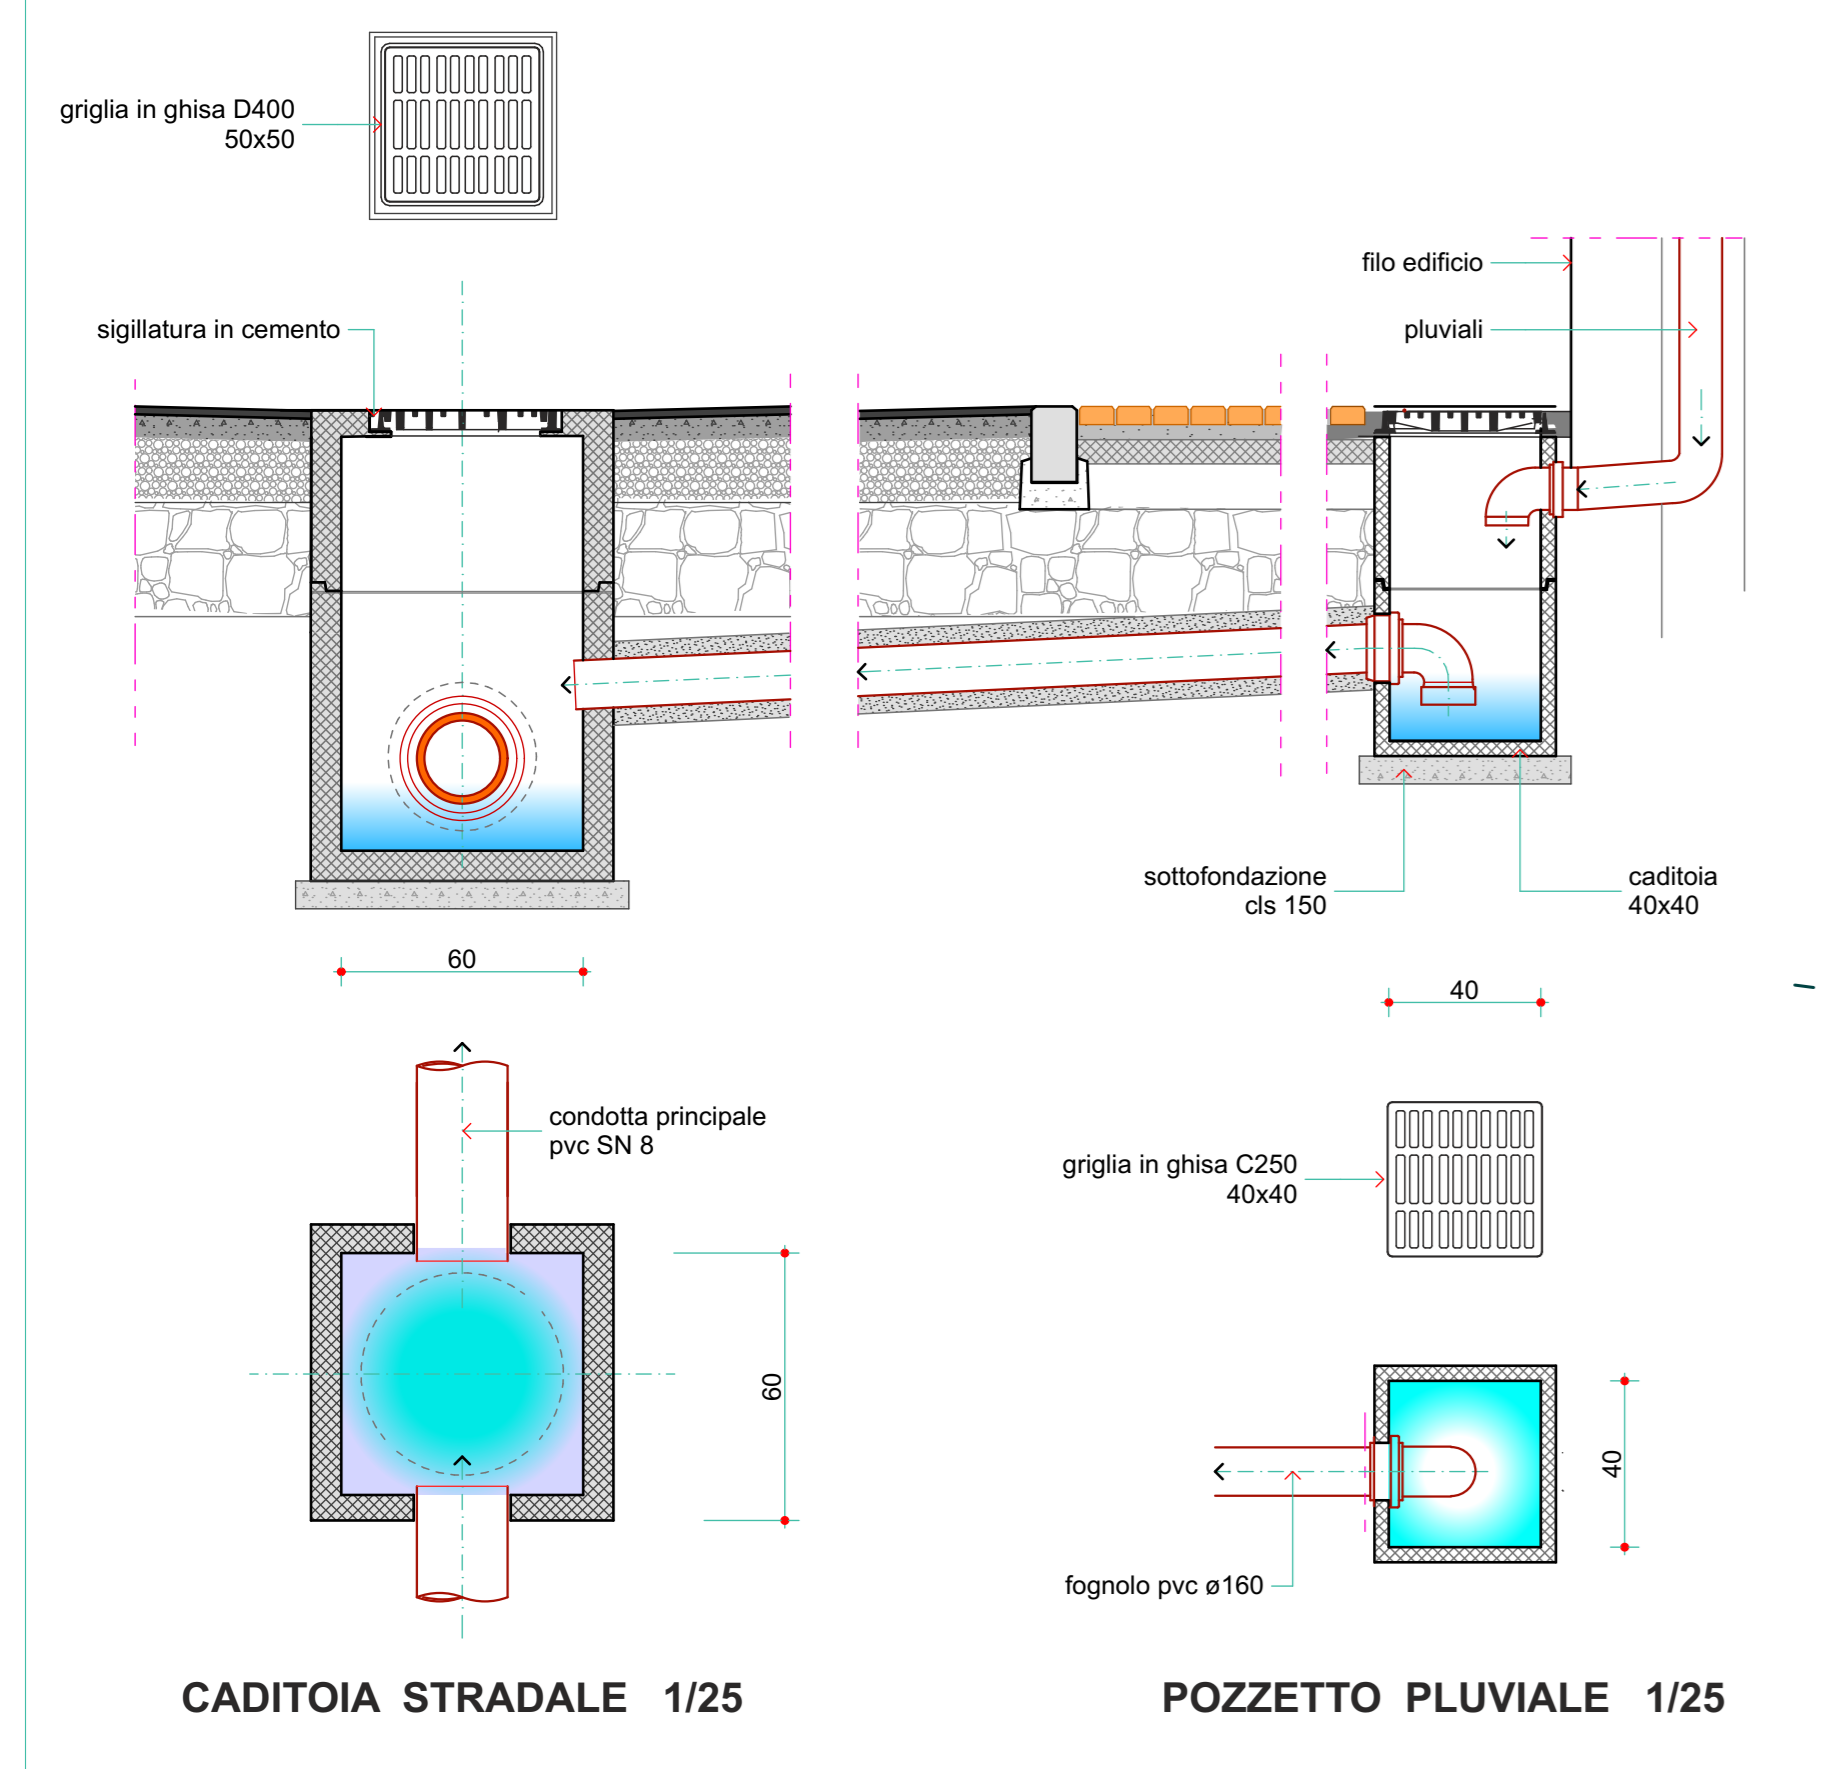 griglia in ghisa D400
50x50
filo edificio
sigillatura in cemento
pluviali
sottofondazione
cls 150
caditoia
40x40
60
40
condotta principale
pvc SN 8
griglia in ghisa C250
40x40
60
40
fognolo pvc ø160
CADITOIA STRADALE 1/25
POZZETTO PLUVIALE 1/25